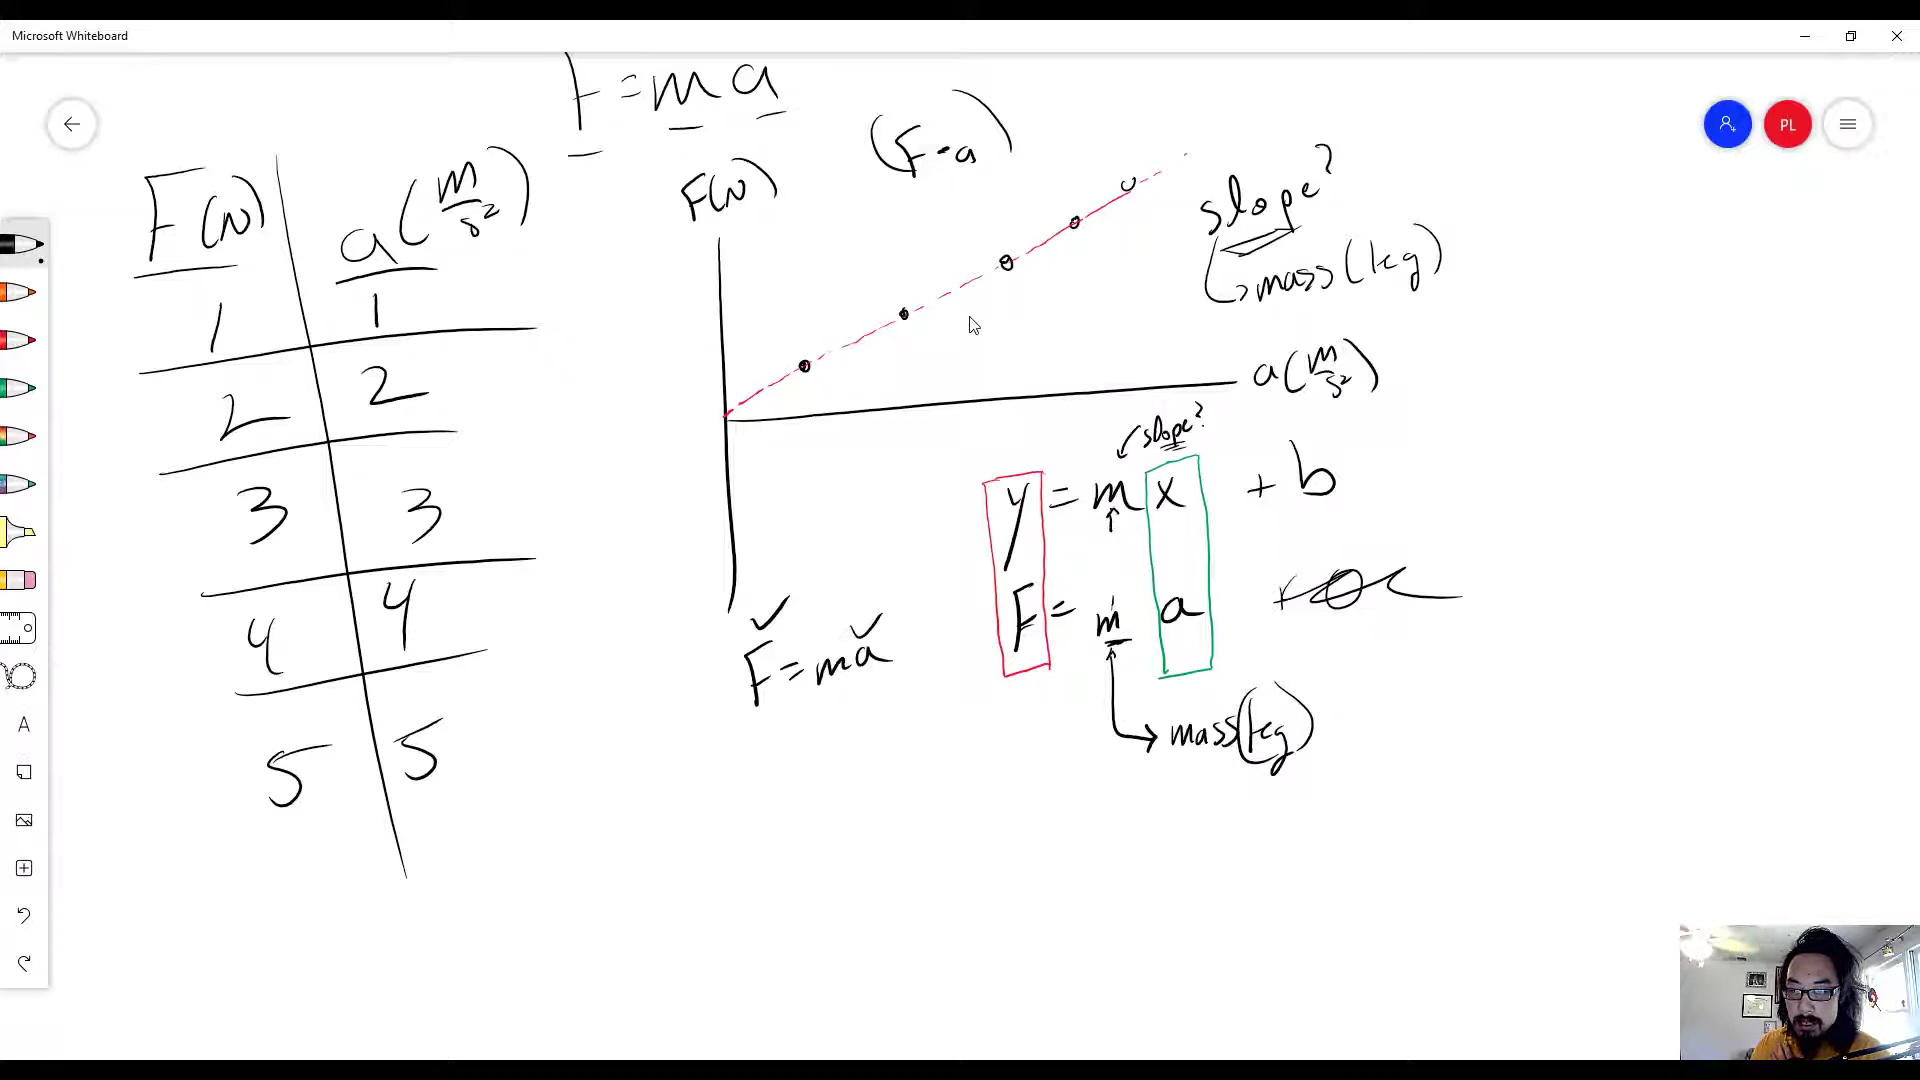 Microsoft Whiteboard
F = ma
(F-a)
PL
F(N) a(m/s²)
1 1
2 2
3 3
4 4
5 5
F(N)
slope?
mass(kg)
a(m/s²)
slope?
y = mx + b
F = m a
F = ma
mass(kg)
A